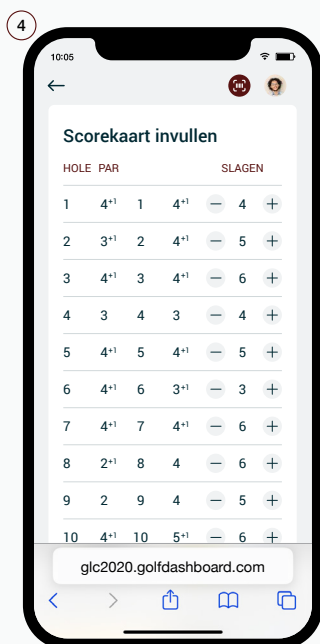 4
10:05
Scorekaart invullen
HOLE PAR SLAGEN
1 4+1 1 4+1 — 4 +
2 3+1 2 4+1 — 5 +
3 4+1 3 4+1 — 6 +
4 3 4 3 — 4 +
5 4+1 5 4+1 — 5 +
6 4+1 6 3+1 — 3 +
7 4+1 7 4+1 — 6 +
8 2+1 8 4 — 6 +
9 2 9 4 — 5 +
10 4+1 10 5+1 — 6 +
glc2020.golfdashboard.com